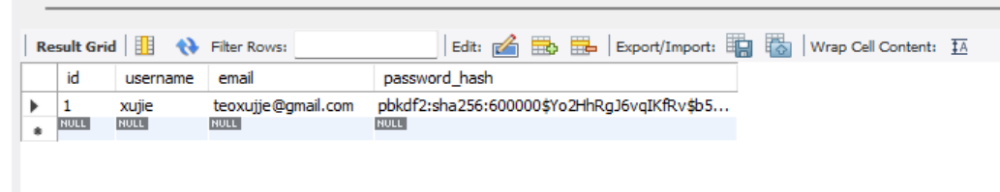 Result Grid Filter Rows: Edit: Export/Import: Wrap Cell Content: IA
id username email password_hash
1 xujie teoxujje@gmail.com pbkdf2:sha256:600000$Yo2HhRgJ6vqIKfRv$b5...
NULL NULL NULL NULL